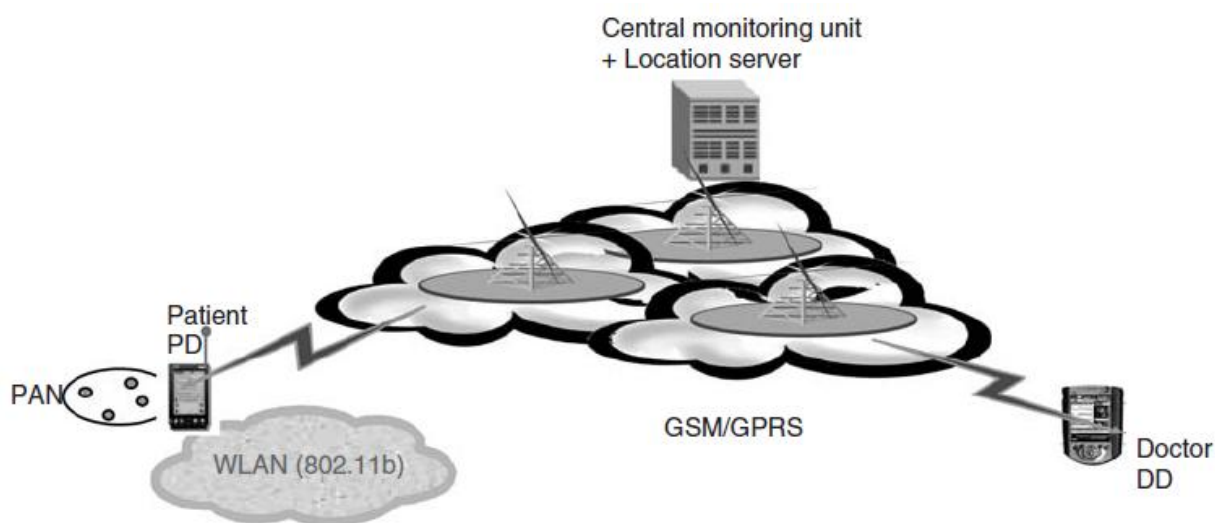 Central monitoring unit
+ Location server
Patient
PD
PAN
WLAN (802.11b)
GSM/GPRS
Doctor
DD